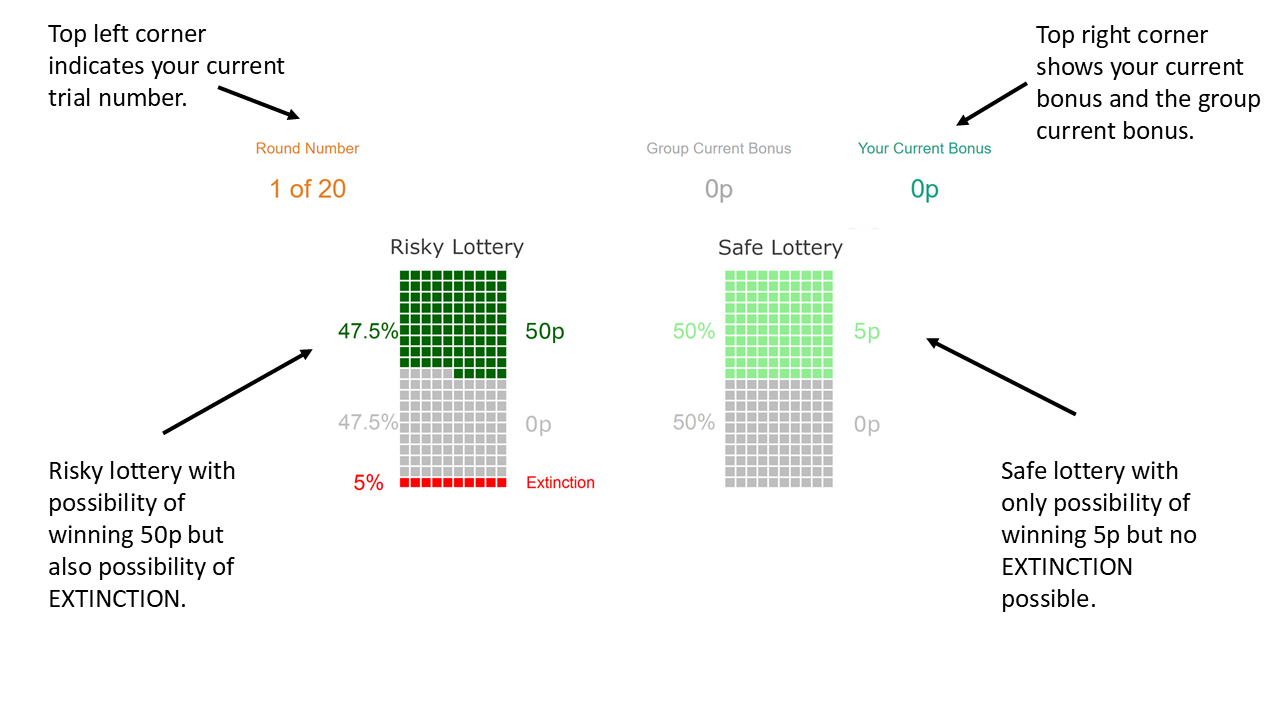 Top left corner
indicates your current
trial number.
Top right corner
shows your current
bonus and the group
current bonus.
Round Number
Group Current Bonus
Your Current Bonus
1 of 20
0p
0p
Risky Lottery
Safe Lottery
47.5%
50p
50%
5p
47.5%
0p
50%
0p
5%
Extinction
Risky lottery with
possibility of
winning 50p but
also possibility of
EXTINCTION.
Safe lottery with
only possibility of
winning 5p but no
EXTINCTION
possible.